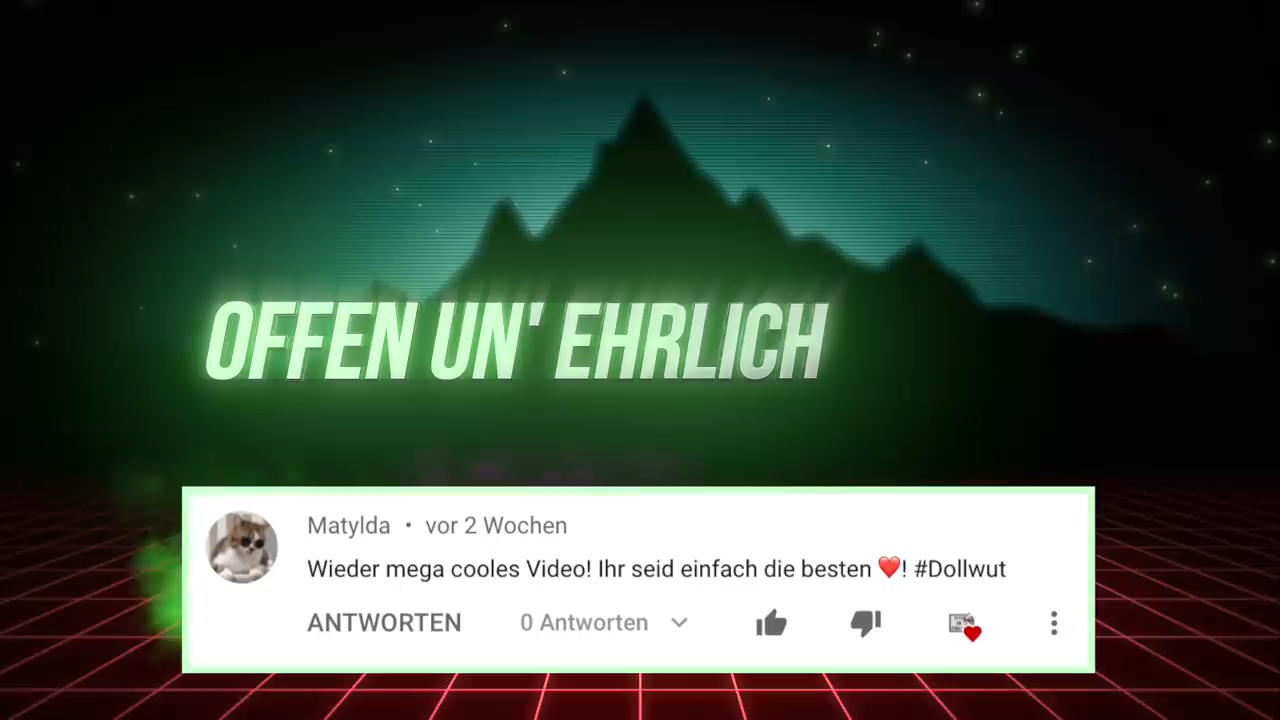 OFFEN UN' EHRLICH
Matylda • vor 2 Wochen
Wieder mega cooles Video! Ihr seid einfach die besten ❤️! #Dollwut
ANTWORTEN 0 Antworten